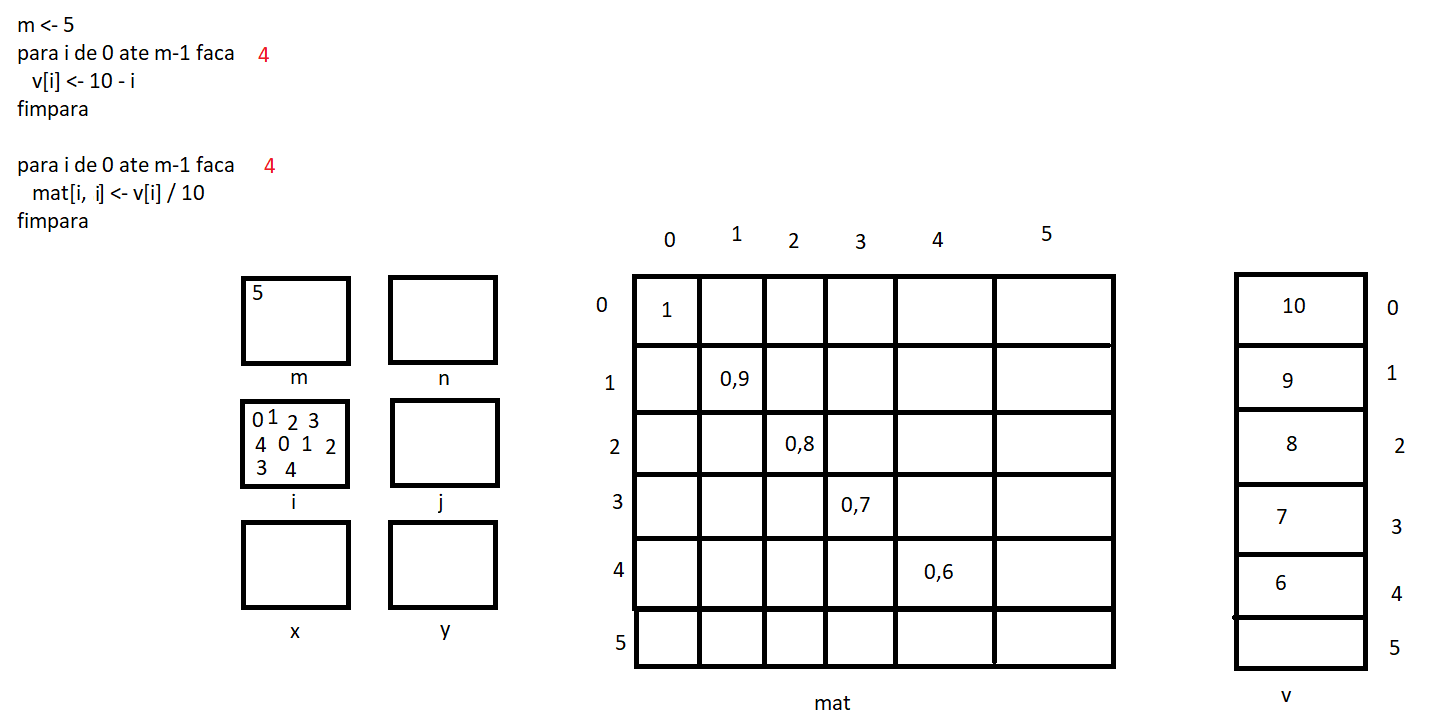 m <- 5
para i de 0 ate m-1 faca 4
v[i] <- 10 - i
fimpara
para i de 0 ate m-1 faca 4
mat[i, i] <- v[i] / 10
fimpara
0 1 2 3 4 5
5
m
n
0 1 2 3
4 0 1 2
3 4
i
j
x
y
0 1
1 0,9
2 0,8
3 0,7
4 0,6
5
mat
10 0
9 1
8 2
7 3
6 4
5
v